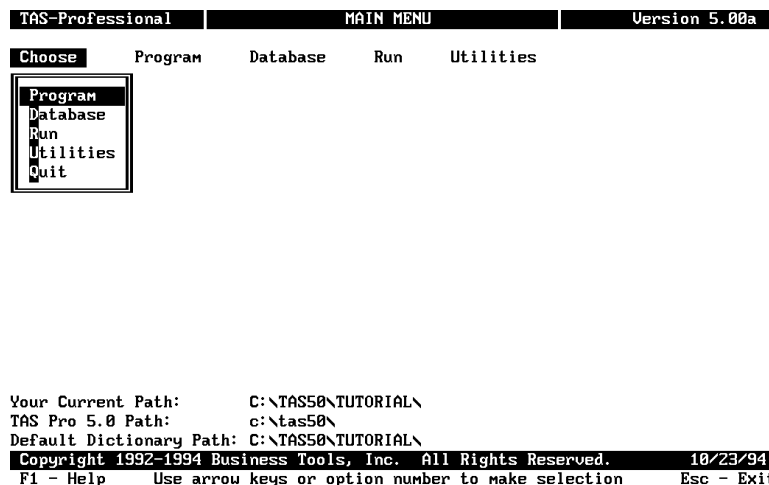 TAS-Professional MAIN MENU Version 5.00a
Choose Program Database Run Utilities
Program
Database
Run
Utilities
Quit
Your Current Path: C:\TAS50\TUTORIAL\
TAS Pro 5.0 Path: c:\tas50\
Default Dictionary Path: C:\TAS50\TUTORIAL\
Copyright 1992-1994 Business Tools, Inc. All Rights Reserved. 10/23/94
F1 - Help Use arrow keys or option number to make selection Esc - Exit